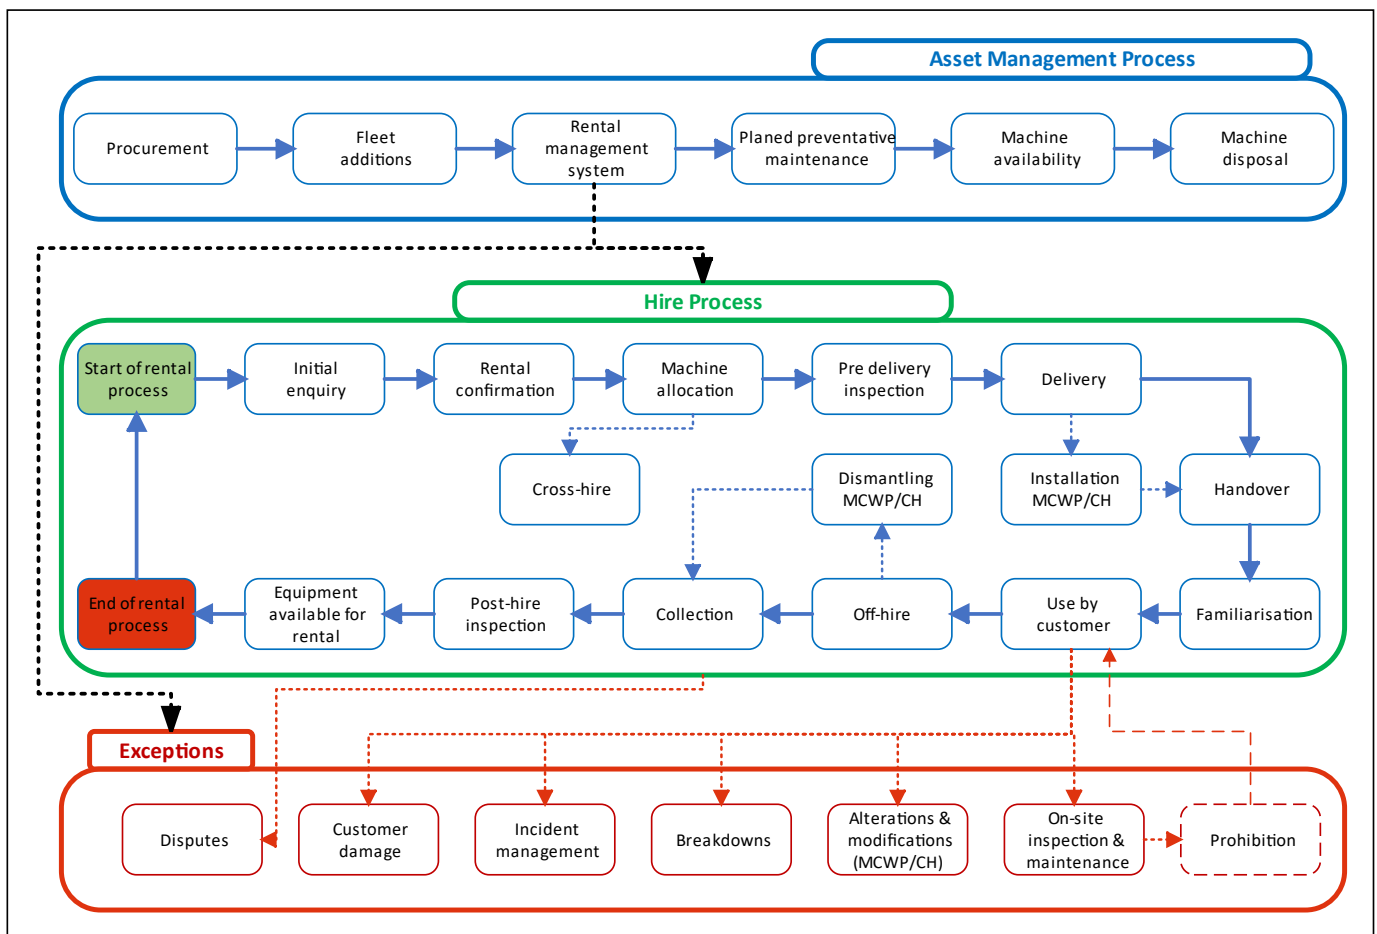 Asset Management Process
Procurement
Fleet
additions
Rental
management
system
Planed preventative
maintenance
Machine
availability
Machine
disposal
Hire Process
Start of rental
process
Initial
enquiry
Rental
confirmation
Machine
allocation
Pre delivery
inspection
Delivery
Cross-hire
Dismantling
MCWP/CH
Installation
MCWP/CH
Handover
End of rental
process
Equipment
available for
rental
Post-hire
inspection
Collection
Off-hire
Use by
customer
Familiarisation
Exceptions
Disputes
Customer
damage
Incident
management
Breakdowns
Alterations &
modifications
(MCWP/CH)
On-site
inspection &
maintenance
Prohibition